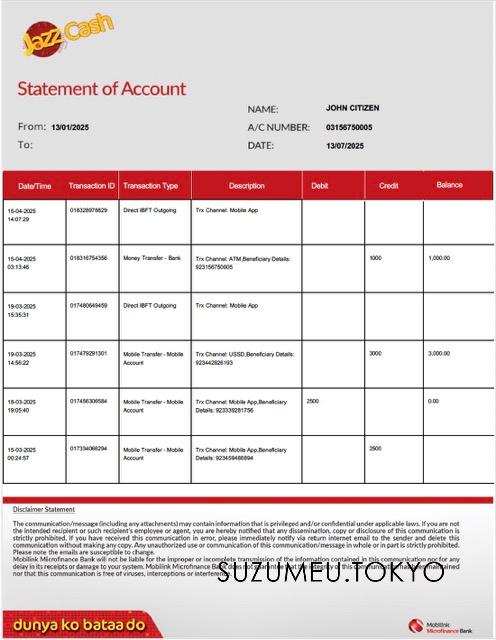 Jazz Cash
Statement of Account
NAME: JOHN CITIZEN
From: 13/01/2025 A/C NUMBER: 03156750005
To: DATE: 13/07/2025
Date/Time Transaction ID Transaction Type Description Debit Credit Balance
15-04-2025 018328978829 Direct IBFT Outgoing Trx Channel: Mobile App
14:07:29
15-04-2025 018316754356 Money Transfer - Bank Trx Channel: ATM,Beneficiary Details: 1000 1,000.00
03:13:46 923156750005
19-03-2025 017480649459 Direct IBFT Outgoing Trx Channel: Mobile App
15:35:31
19-03-2025 017479291301 Mobile Transfer - Mobile Trx Channel: USSD,Beneficiary Details: 3000 3,000.00
14:56:22 Account 923442926193
18-03-2025 017456306584 Mobile Transfer - Mobile Trx Channel: Mobile App,Beneficiary 2500 0.00
19:05:40 Account Details: 923339281756
15-03-2025 017334068294 Mobile Transfer - Mobile Trx Channel: Mobile App,Beneficiary 2500
00:24:57 Account Details: 923459486894
Disclaimer Statement
The communication/message (including any attachments) may contain information that is privileged and/or confidential under applicable laws. If you are not
the intended recipient or such recipient's employee or agent, you are hereby notified that any dissemination, copy or disclosure of this communication is
strictly prohibited. If you have received this communication in error, please immediately notify via return internet email to the sender and delete this
communication without making any copy. Any unauthorized use or communication of this communication/message in whole or in part is strictly prohibited.
Please note the emails are susceptible to change.
Mobilink Microfinance Bank will not be liable for the improper or incomplete transmission of the information contained in this communication nor for any
delay in its receipts or damage to your system. Mobilink Microfinance Bank does not guarantee that the integrity of this communication has been maintained
nor that this communication is free of viruses, interceptions or interference.
SUZUMEU.TOKYO
dunya ko bataado
Mobilink
Microfinance Bank